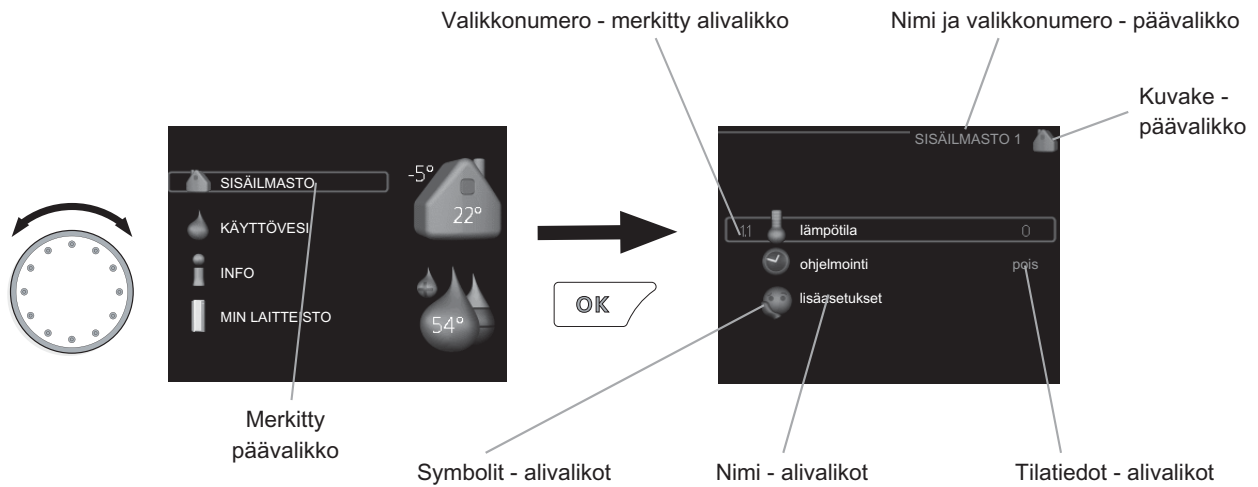 Valikkonumero - merkitty alivalikko
Nimi ja valikkonumero - päävalikko
Kuvake -
päävalikko
SISÄILMASTO
KÄYTTÖVESI
INFO
MIN LAITTEISTO
-5°
22°
54°
OK
SISÄILMASTO 1
1.1 lämpötila 0
ohjelmointi pois
lisäasetukset
Merkitty
päävalikko
Symbolit - alivalikot
Nimi - alivalikot
Tilatiedot - alivalikot